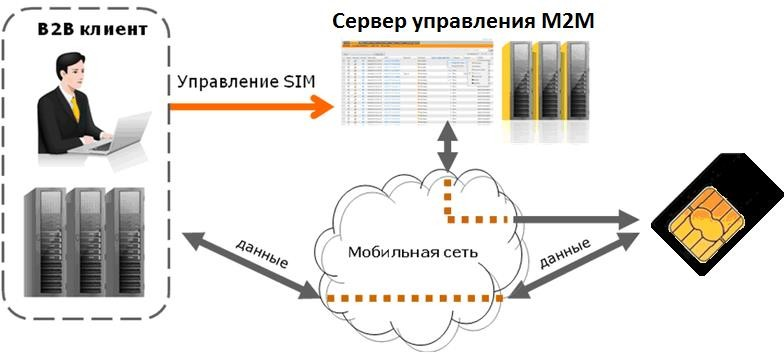 Сервер управления M2M
B2B клиент
Управление SIM
данные
Мобильная сеть
данные